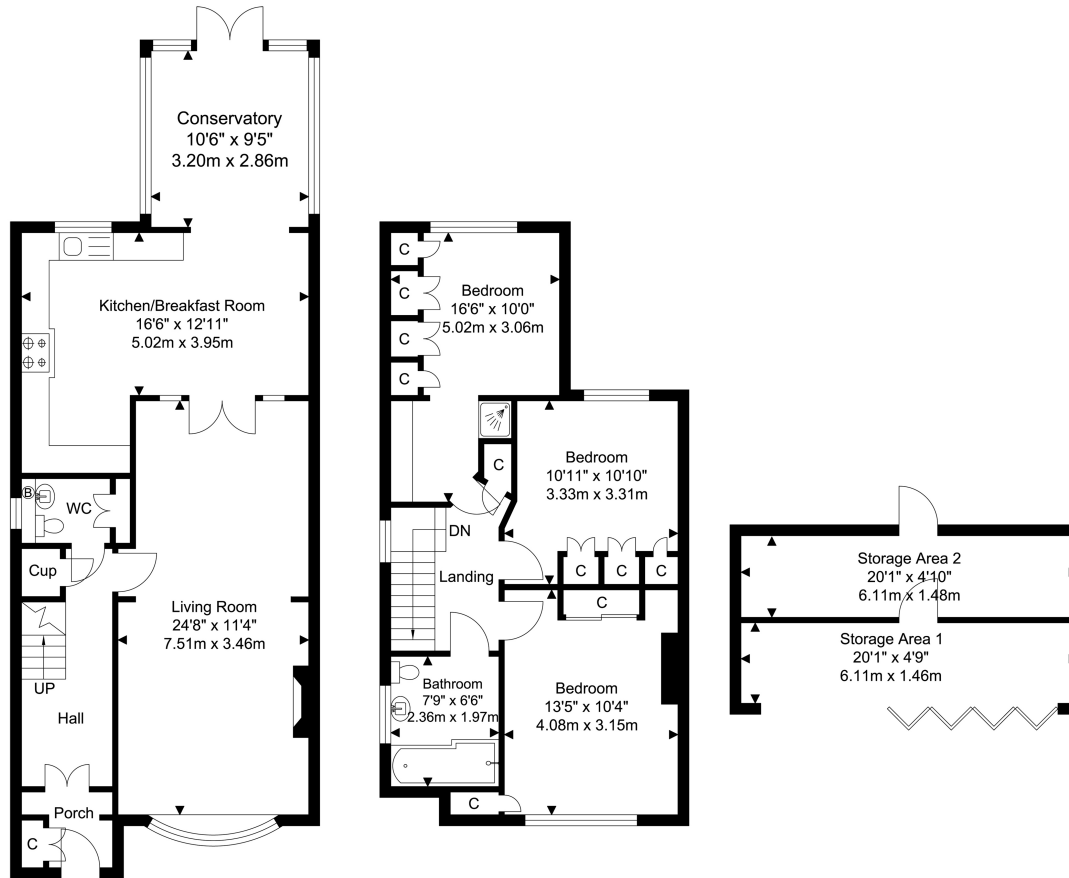 Conservatory
10'6" x 9'5"
3.20m x 2.86m
Kitchen/Breakfast Room
16'6" x 12'11"
5.02m x 3.95m
B
WC
Cup
Living Room
24'8" x 11'4"
7.51m x 3.46m
UP
Hall
Porch
C
C
C
C
C
Bedroom
16'6" x 10'0"
5.02m x 3.06m
C
Bedroom
10'11" x 10'10"
3.33m x 3.31m
DN
Landing
C
C
C
C
Bathroom
7'9" x 6'6"
2.36m x 1.97m
Bedroom
13'5" x 10'4"
4.08m x 3.15m
C
Storage Area 2
20'1" x 4'10"
6.11m x 1.48m
Storage Area 1
20'1" x 4'9"
6.11m x 1.46m